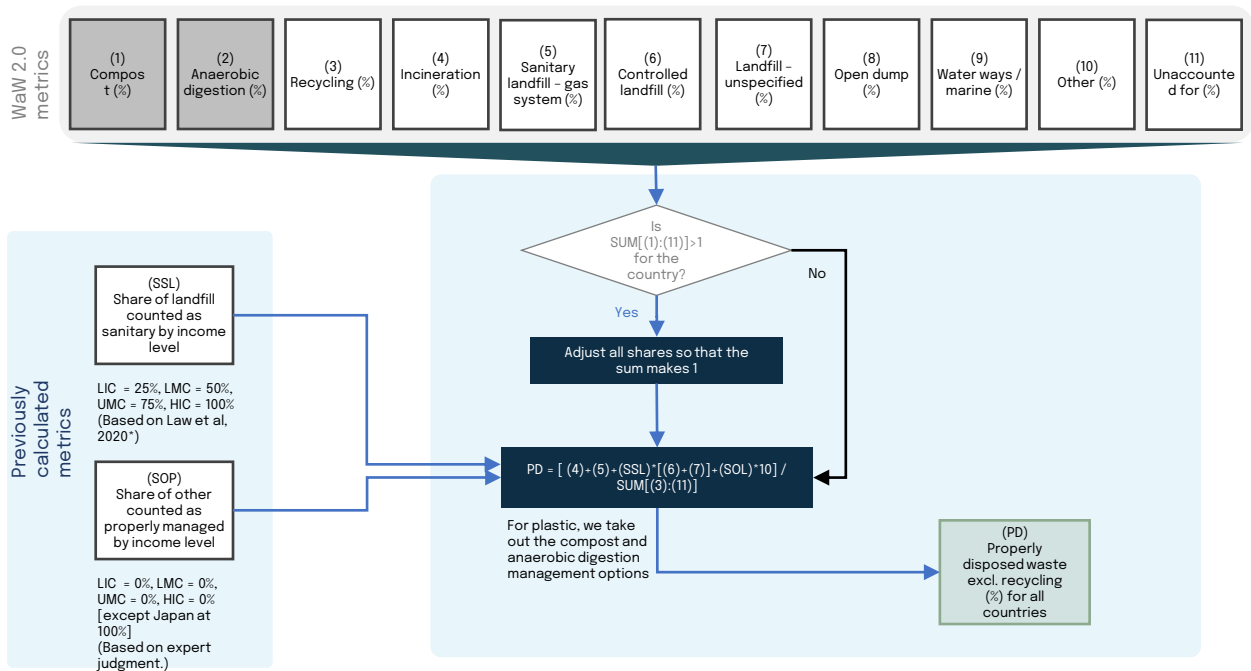 WaW 2.0
metrics
(1)
Compos
t (%)
(2)
Anaerobic
digestion (%)
(3)
Recycling (%)
(4)
Incineration
(%)
(5)
Sanitary
landfill – gas
system (%)
(6)
Controlled
landfill (%)
(7)
Landfill –
unspecified
(%)
(8)
Open dump
(%)
(9)
Water ways /
marine (%)
(10)
Other (%)
(11)
Unaccounte
d for (%)
Is
SUM[(1):(11)]>1
for the
country?
No
Yes
Adjust all shares so that the
sum makes 1
Previously
calculated
metrics
(SSL)
Share of landfill
counted as
sanitary by income
level
LIC = 25%, LMC = 50%,
UMC = 75%, HIC = 100%
(Based on Law et al,
2020*)
(SOP)
Share of other
counted as
properly managed
by income level
LIC = 0%, LMC = 0%,
UMC = 0%, HIC = 0%
[except Japan at
100%]
(Based on expert
judgment.)
PD = [ (4)+(5)+(SSL)*[(6)+(7)]+(SOL)*10] /
SUM[(3):(11)]
For plastic, we take
out the compost and
anaerobic digestion
management options
(PD)
Properly
disposed waste
excl. recycling
(%) for all
countries